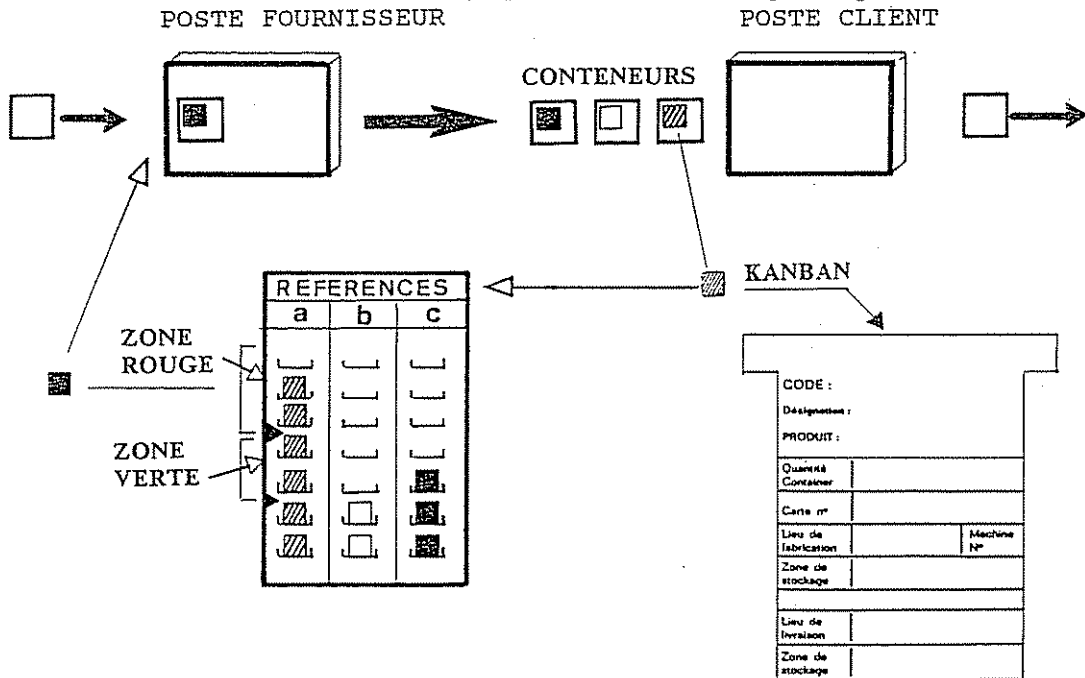 POSTE FOURNISSEUR
POSTE CLIENT
CONTENEURS
KANBAN
REFERENCES
a b c
ZONE
ROUGE
ZONE
VERTE
CODE :
Désignation :
PRODUIT :
Quantité
Container
Carte n°
Lieu de
fabrication
Machine
N°
Zone de
stockage
Lieu de
livraison
Zone de
stockage